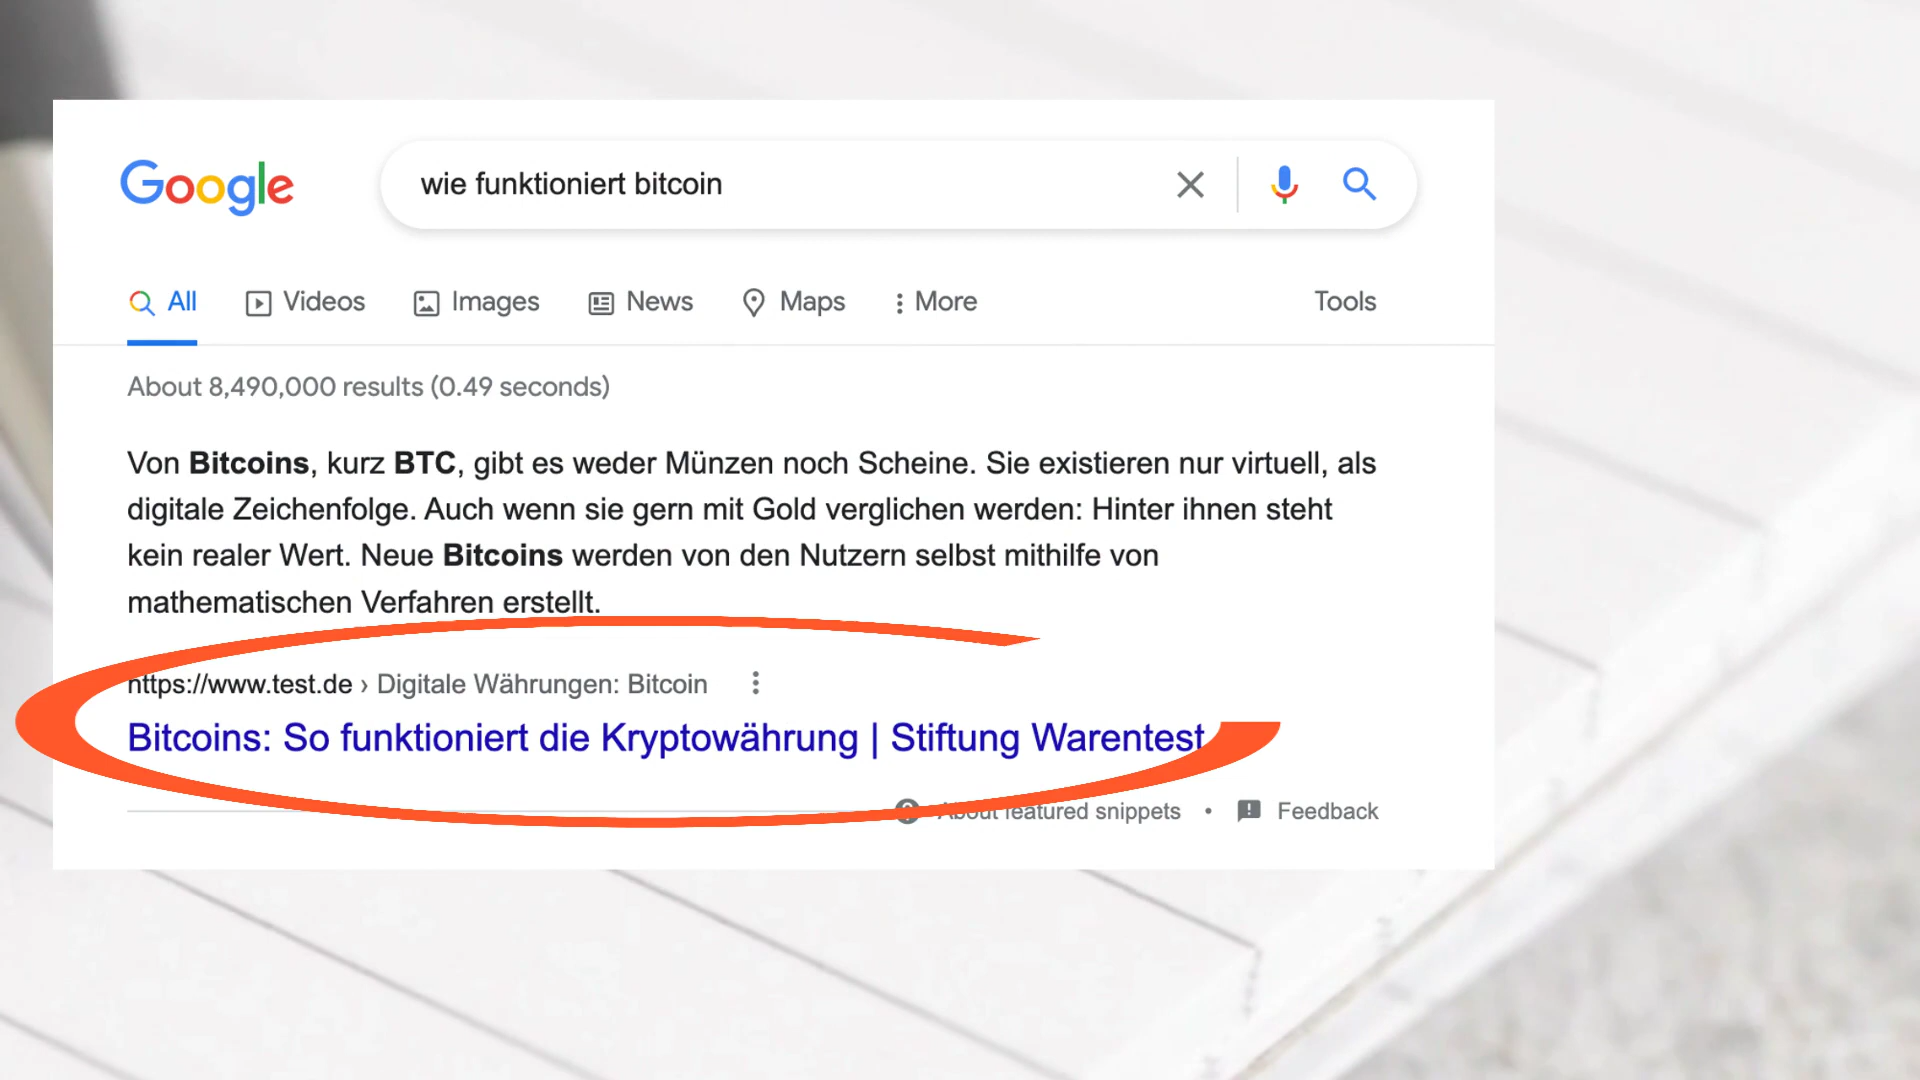 Google
wie funktioniert bitcoin
All Videos Images News Maps More Tools
About 8,490,000 results (0.49 seconds)
Von Bitcoins, kurz BTC, gibt es weder Münzen noch Scheine. Sie existieren nur virtuell, als
digitale Zeichenfolge. Auch wenn sie gern mit Gold verglichen werden: Hinter ihnen steht
kein realer Wert. Neue Bitcoins werden von den Nutzern selbst mithilfe von
mathematischen Verfahren erstellt.
https://www.test.de › Digitale Währungen: Bitcoin
Bitcoins: So funktioniert die Kryptowährung | Stiftung Warentest
About featured snippets • Feedback